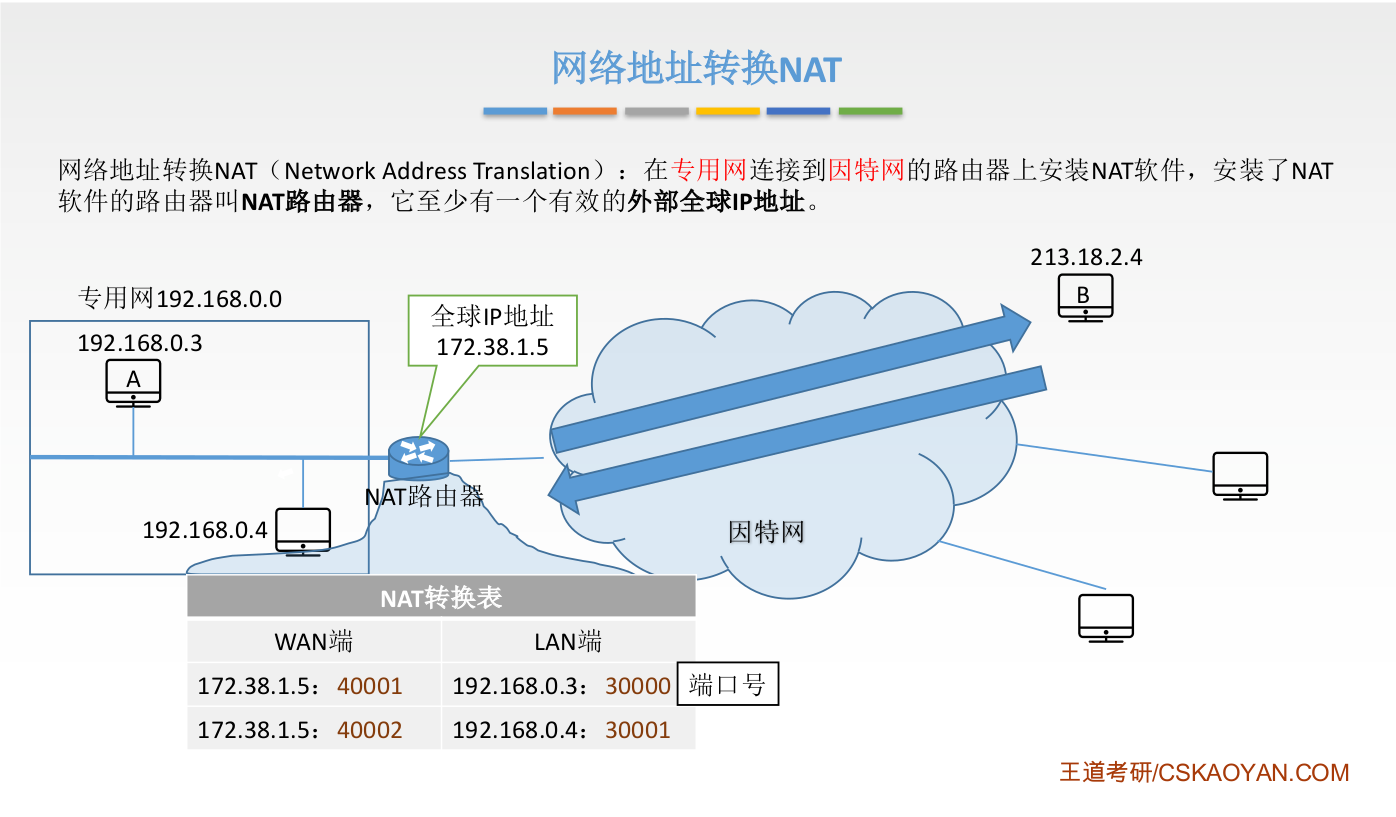 网络地址转换NAT
网络地址转换NAT（Network Address Translation）：在专用网连接到因特网的路由器上安装NAT软件，安装了NAT
软件的路由器叫NAT路由器，它至少有一个有效的外部全球IP地址。
213.18.2.4
B
专用网192.168.0.0
192.168.0.3
A
全球IP地址
172.38.1.5
NAT路由器
192.168.0.4
因特网
NAT转换表
WAN端 LAN端
172.38.1.5：40001 192.168.0.3：30000 端口号
172.38.1.5：40002 192.168.0.4：30001
王道考研/CSKAOYAN.COM